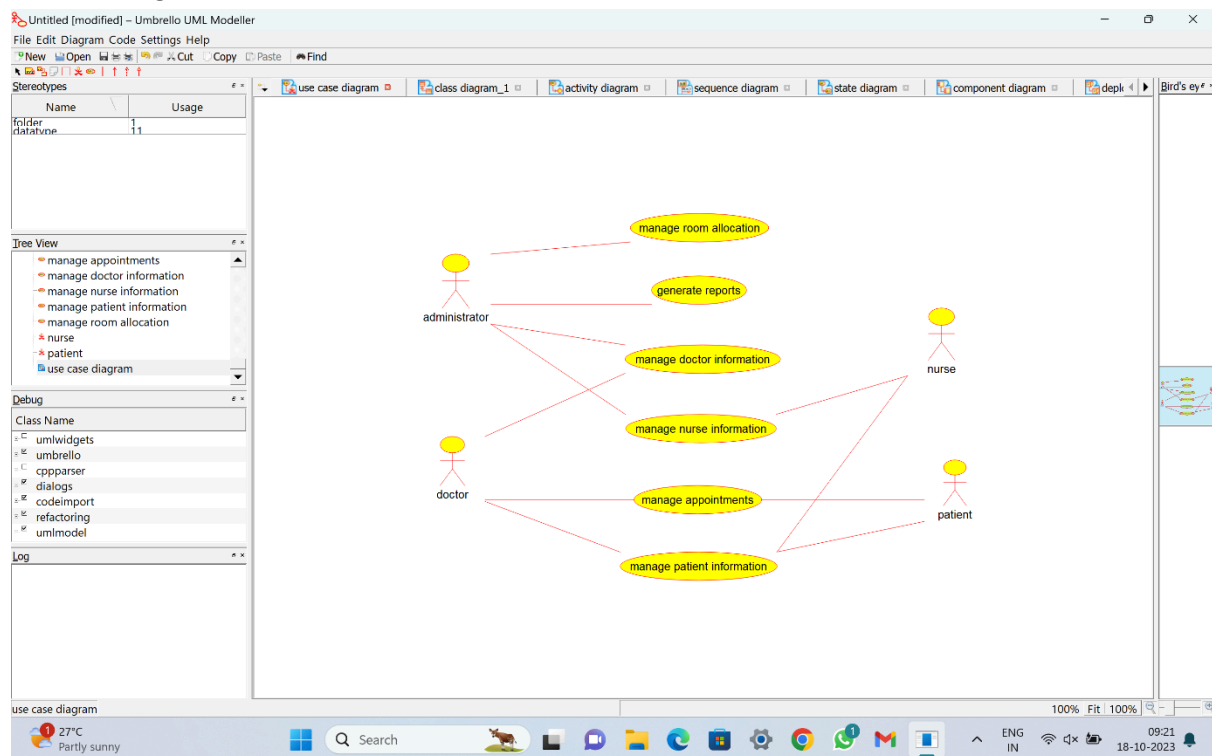 Untitled [modified] – Umbrello UML Modeller
File Edit Diagram Code Settings Help
New Open Cut Copy Paste Find
Stereotypes
Name Usage
folder 1
datatype 11
Tree View
manage appointments
manage doctor information
manage nurse information
manage patient information
manage room allocation
nurse
patient
use case diagram
Debug
Class Name
umlwidgets
umbrello
cppparser
dialogs
codeimport
refactoring
umlmodel
Log
use case diagram class diagram_1 activity diagram sequence diagram state diagram component diagram
Bird's ey
manage room allocation
generate reports
administrator
manage doctor information
nurse
manage nurse information
doctor
manage appointments
patient
manage patient information
use case diagram
100% Fit 100%
1
27°C
Partly sunny
Search
ENG
IN
09:21
18-10-2023